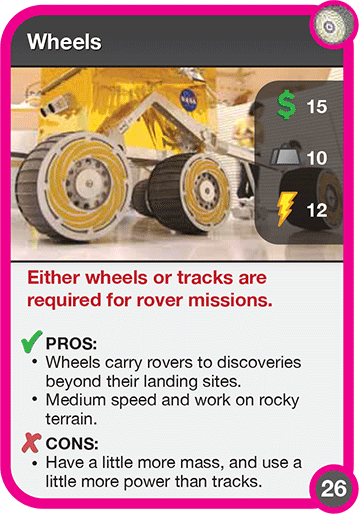 Wheels
NASA
$ 15
10
12
Either wheels or tracks are
required for rover missions.
PROS:
• Wheels carry rovers to discoveries
beyond their landing sites.
• Medium speed and work on rocky
terrain.
CONS:
• Have a little more mass, and use a
little more power than tracks.
26